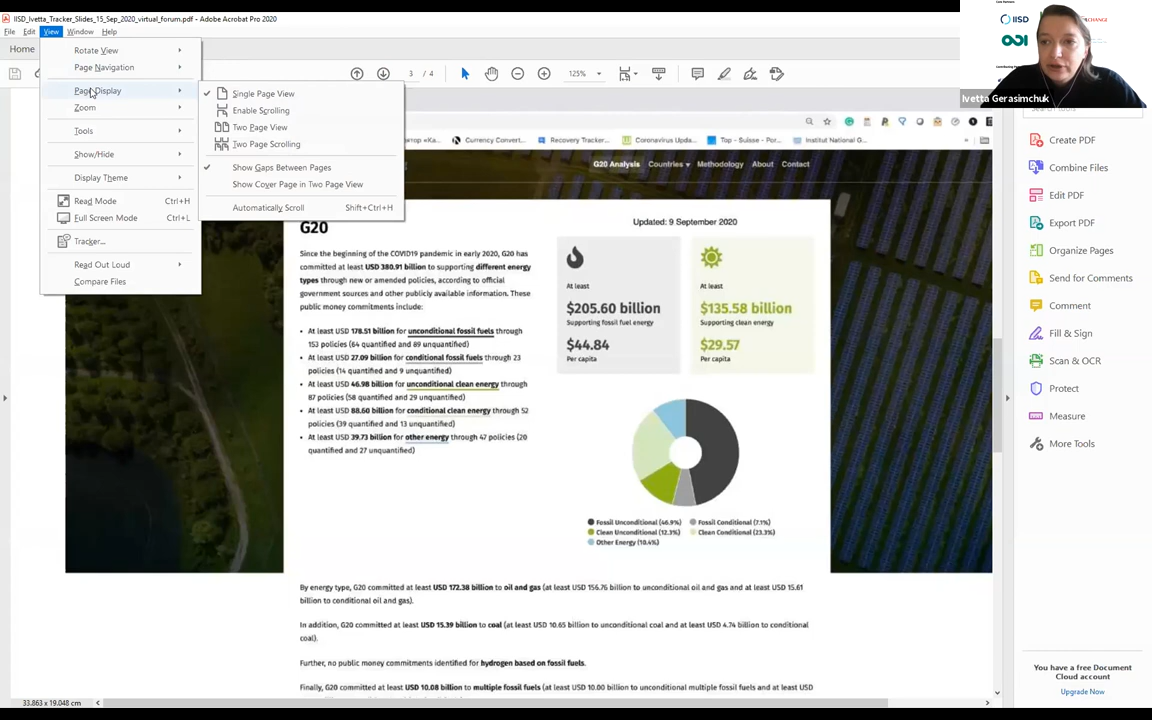 IISD_Ivetta_Tracker_Slides_15_Sep_2020_virtual_forum.pdf - Adobe Acrobat Pro 2020
File Edit View Window Help
Home
Rotate View
Page Navigation
Page Display
Zoom
Tools
Show/Hide
Display Theme
Read Mode Ctrl+H
Full Screen Mode Ctrl+L
Tracker...
Read Out Loud
Compare Files
Single Page View
Enable Scrolling
Two Page View
Two Page Scrolling
Show Gaps Between Pages
Show Cover Page in Two Page View
Automatically Scroll Shift+Ctrl+H
3 / 4
125%
Currency Convert... Recovery Tracker... Coronavirus Upda... Top - Suisse - Por... Institut National G...
G20 Analysis Countries Methodology About Contact
G20
Since the beginning of the COVID19 pandemic in early 2020, G20 has
committed at least USD 380.91 billion to supporting different energy
types through new or amended policies, according to official
government sources and other publicly available information. These
public money commitments include:
• At least USD 178.51 billion for unconditional fossil fuels through
153 policies (64 quantified and 89 unquantified)
• At least USD 27.09 billion for conditional fossil fuels through 23
policies (14 quantified and 9 unquantified)
• At least USD 46.98 billion for unconditional clean energy through
87 policies (58 quantified and 29 unquantified)
• At least USD 88.60 billion for conditional clean energy through 52
policies (39 quantified and 13 unquantified)
• At least USD 39.73 billion for other energy through 47 policies (20
quantified and 27 unquantified)
Updated: 9 September 2020
At least
$205.60 billion
Supporting fossil fuel energy
$44.84
Per capita
At least
$135.58 billion
Supporting clean energy
$29.57
Per capita
Fossil Unconditional (46.9%) Fossil Conditional (7.1%)
Clean Unconditional (12.3%) Clean Conditional (23.3%)
Other Energy (10.4%)
By energy type, G20 committed at least USD 172.38 billion to oil and gas (at least USD 156.76 billion to unconditional oil and gas and at least USD 15.61
billion to conditional oil and gas).
In addition, G20 committed at least USD 15.39 billion to coal (at least USD 10.65 billion to unconditional coal and at least USD 4.74 billion to conditional
coal).
Further, no public money commitments identified for hydrogen based on fossil fuels.
Finally, G20 committed at least USD 10.08 billion to multiple fossil fuels (at least USD 10.00 billion to unconditional multiple fossil fuels and at least USD
33.863 x 19.048 cm
IISD
ODI
Ivetta Gerasimchuk
Create PDF
Combine Files
Edit PDF
Export PDF
Organize Pages
Send for Comments
Comment
Fill & Sign
Scan & OCR
Protect
Measure
More Tools
You have a free Document
Cloud account
Upgrade Now